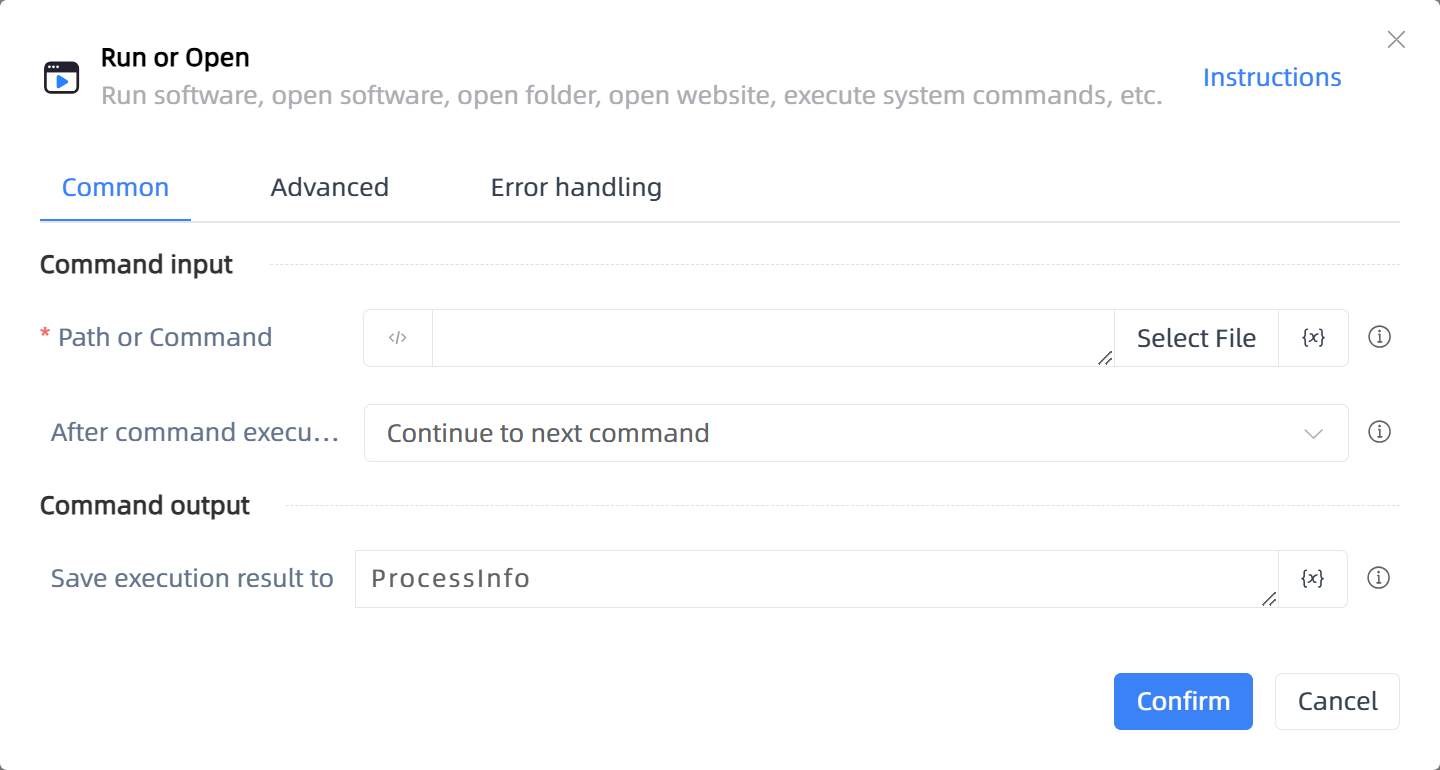 Run or Open
Run software, open software, open folder, open website, execute system commands, etc.
Instructions
Common
Advanced
Error handling
Command input
* Path or Command
</>
Select File
{x}
After command execu...
Continue to next command
Command output
Save execution result to
ProcessInfo
{x}
Confirm
Cancel